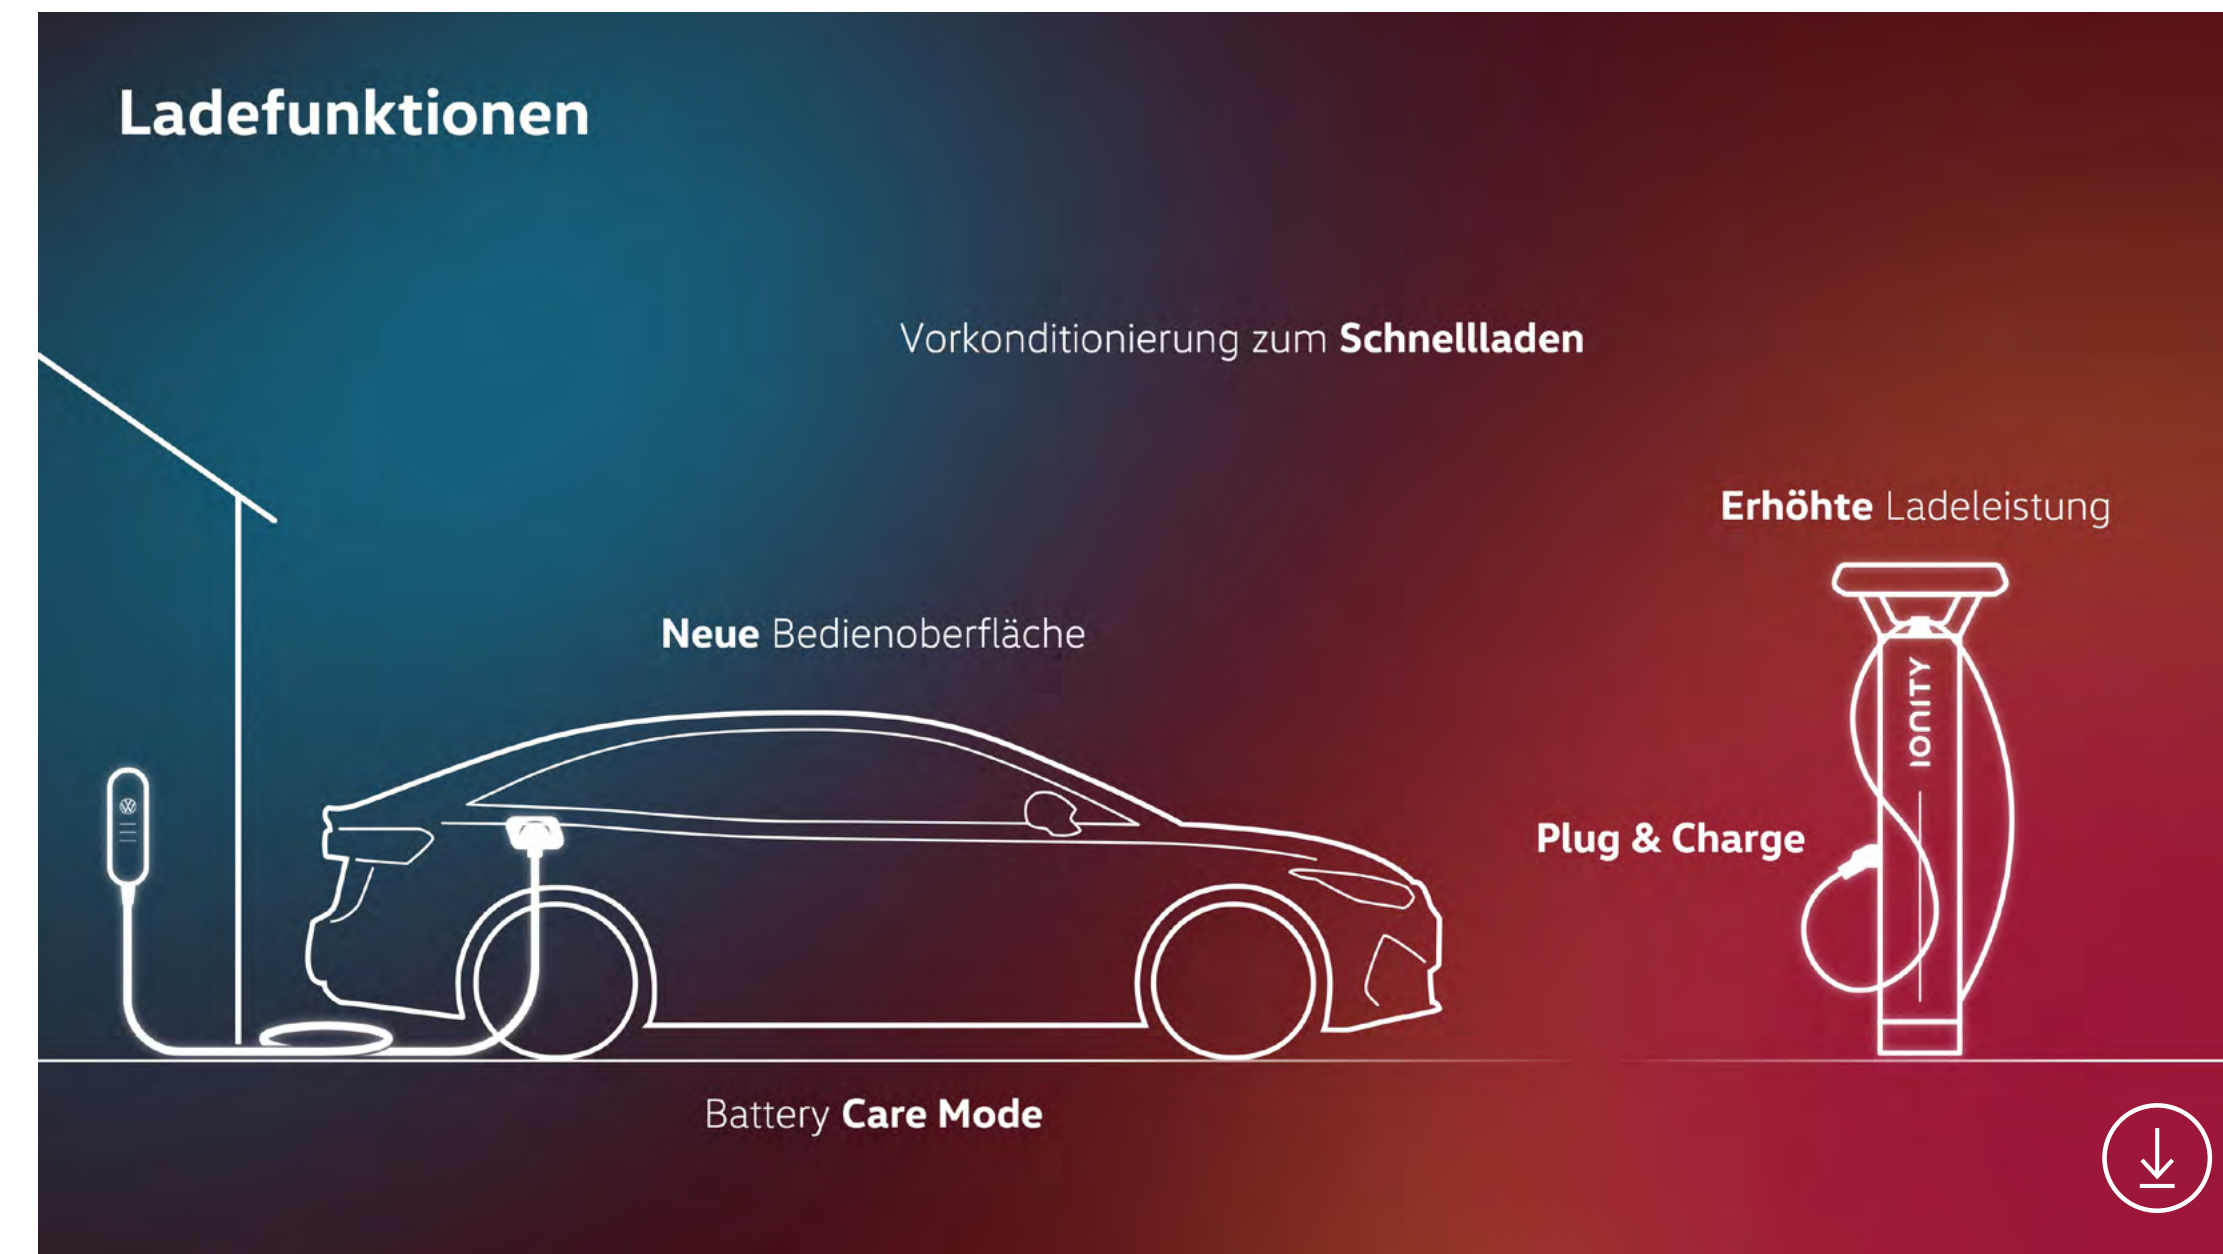 Ladefunktionen
Vorkonditionierung zum Schnellladen
Erhöhte Ladeleistung
Neue Bedienoberfläche
IONITY
Plug & Charge
Battery Care Mode